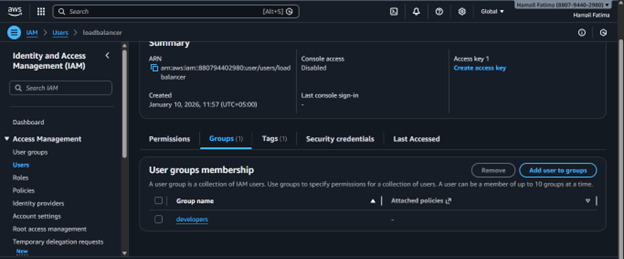 aws
Search
[Alt+S]
Global
Hamail Fatima (8807-9440-2980)
IAM > Users > loadbalancer
Identity and Access Management (IAM)
Search IAM
Dashboard
Access Management
User groups
Users
Roles
Policies
Identity providers
Account settings
Root access management
Temporary delegation requests
New
Summary
ARN
arn:aws:iam::880794402980:user/users/load
balancer
Console access
Disabled
Access key 1
Create access key
Created
January 10, 2026, 11:57 (UTC+05:00)
Last console sign-in
-
Permissions
Groups (1)
Tags (1)
Security credentials
Last Accessed
User groups membership
Remove
Add user to groups
A user group is a collection of IAM users. Use groups to specify permissions for a collection of users. A user can be a member of up to 10 groups at a time.
Group name
Attached policies
developers
-